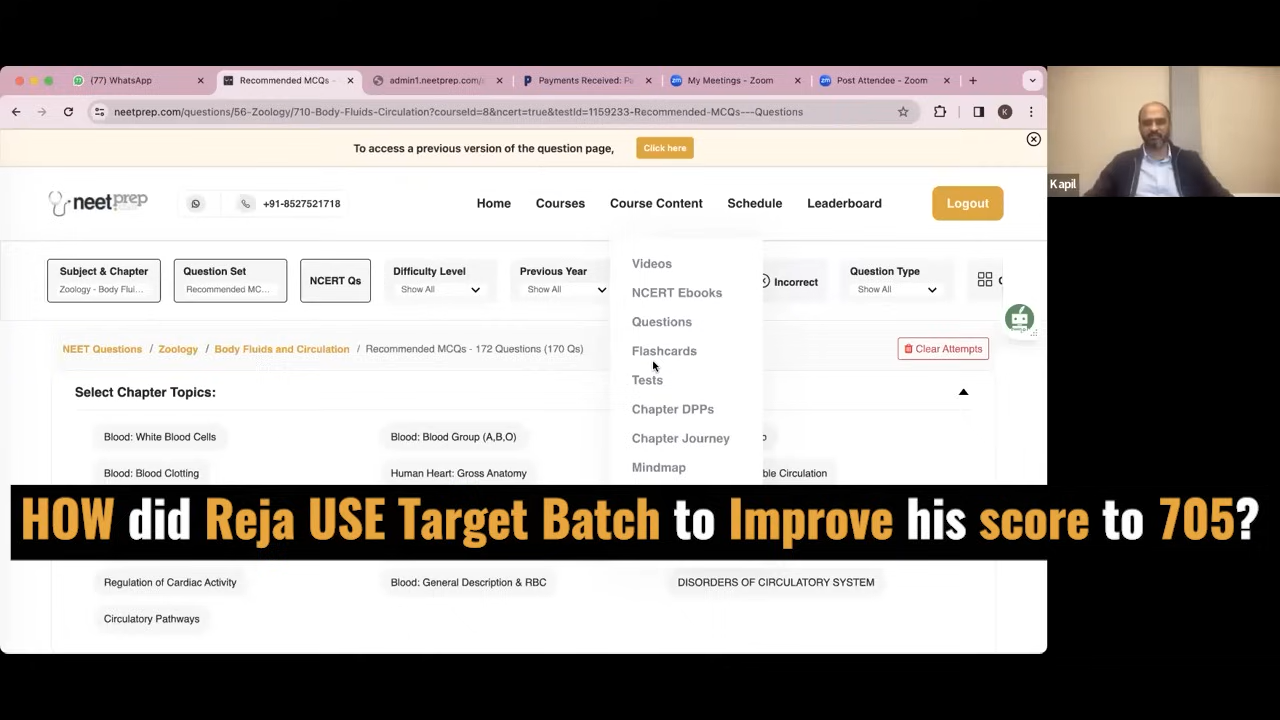 (77) WhatsApp
Recommended MCQs -
admin1.neetprep.com/
Payments Received: Pa
My Meetings - Zoom
Post Attendee - Zoom
neetprep.com/questions/56-Zoology/710-Body-Fluids-Circulation?courseId=8&ncert=true&testId=1159233-Recommended-MCQs---Questions
K
To access a previous version of the question page,
Click here
Kapil
neetprep
+91-8527521718
Home
Courses
Course Content
Schedule
Leaderboard
Logout
Subject & Chapter
Zoology - Body Flui...
Question Set
Recommended MC...
NCERT Qs
Difficulty Level
Show All
Previous Year
Show All
Incorrect
Question Type
Show All
Videos
NCERT Ebooks
Questions
Flashcards
Tests
Chapter DPPs
Chapter Journey
Mindmap
NEET Questions / Zoology / Body Fluids and Circulation / Recommended MCQs - 172 Questions (170 Qs)
Clear Attempts
Select Chapter Topics:
Blood: White Blood Cells
Blood: Blood Group (A,B,O)
Blood: Blood Clotting
Human Heart: Gross Anatomy
ble Circulation
HOW did Reja USE Target Batch to Improve his score to 705?
Regulation of Cardiac Activity
Blood: General Description & RBC
DISORDERS OF CIRCULATORY SYSTEM
Circulatory Pathways